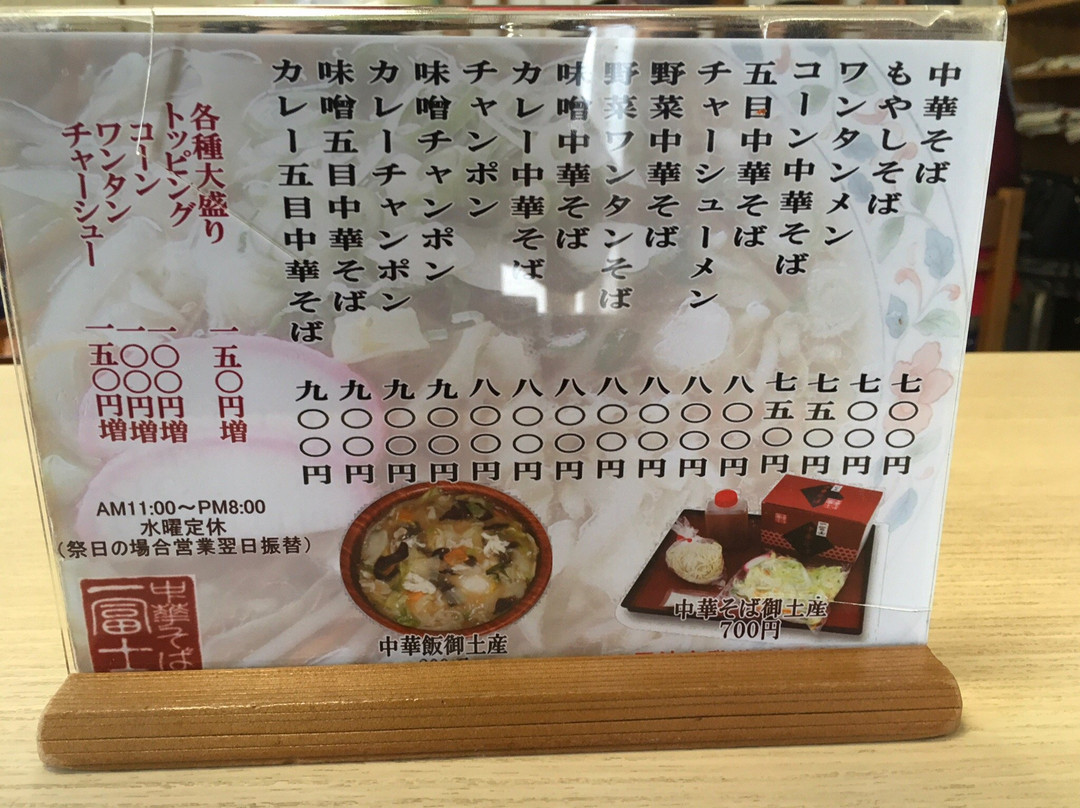 中華そば 七〇〇円
もやしそば 七〇〇円
ワンタンメン 七五〇円
コーン中華そば 七五〇円
五目中華そば 八〇〇円
チャーシューメン 八〇〇円
野菜中華そば 八〇〇円
野菜ワンタンそば 八〇〇円
味噌中華そば 八〇〇円
カレー中華そば 八〇〇円
チャンポン 八〇〇円
味噌チャンポン 九〇〇円
カレーチャンポン 九〇〇円
味噌五目中華そば 九〇〇円
カレー五目中華そば 九〇〇円
各種大盛り 一五〇円増
トッピング
コーン 一〇〇円増
ワンタン 一〇〇円増
チャーシュー 一五〇円増
AM11:00～PM8:00
水曜定休
(祭日の場合営業翌日振替)
中華そば
一冨士
中華飯御土産
中華そば御土産
700円